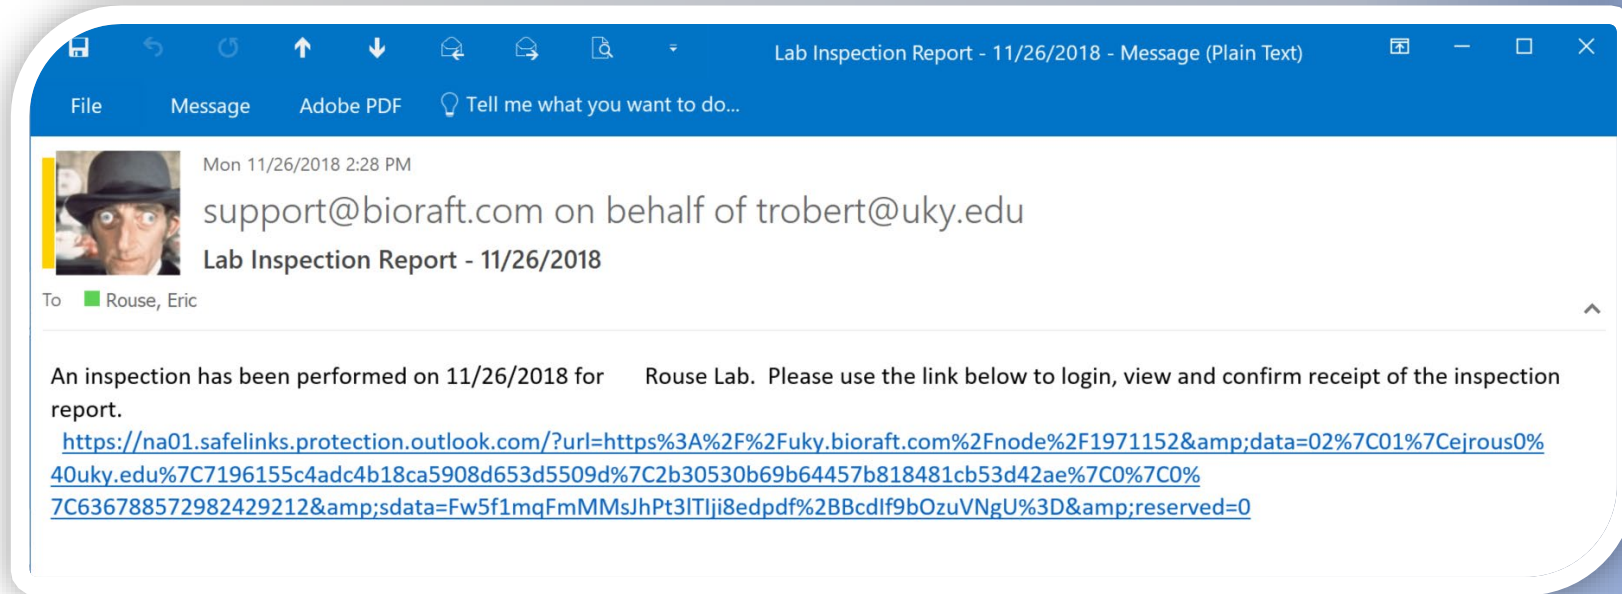 Lab Inspection Report - 11/26/2018 - Message (Plain Text)
File Message Adobe PDF Tell me what you want to do...
Mon 11/26/2018 2:28 PM
support@bioraft.com on behalf of trobert@uky.edu
Lab Inspection Report - 11/26/2018
To Rouse, Eric
An inspection has been performed on 11/26/2018 for Rouse Lab. Please use the link below to login, view and confirm receipt of the inspection
report.
https://na01.safelinks.protection.outlook.com/?url=https%3A%2F%2Fuky.bioraft.com%2Fnode%2F1971152&amp;data=02%7C01%7Cejrous0%
40uky.edu%7C7196155c4adc4b18ca5908d653d5509d%7C2b30530b69b64457b818481cb53d42ae%7C0%7C0%
7C636788572982429212&amp;sdata=Fw5f1mqFmMMsJhPt3lTIji8edpdf%2BBcdIf9bOzuVNgU%3D&amp;reserved=0